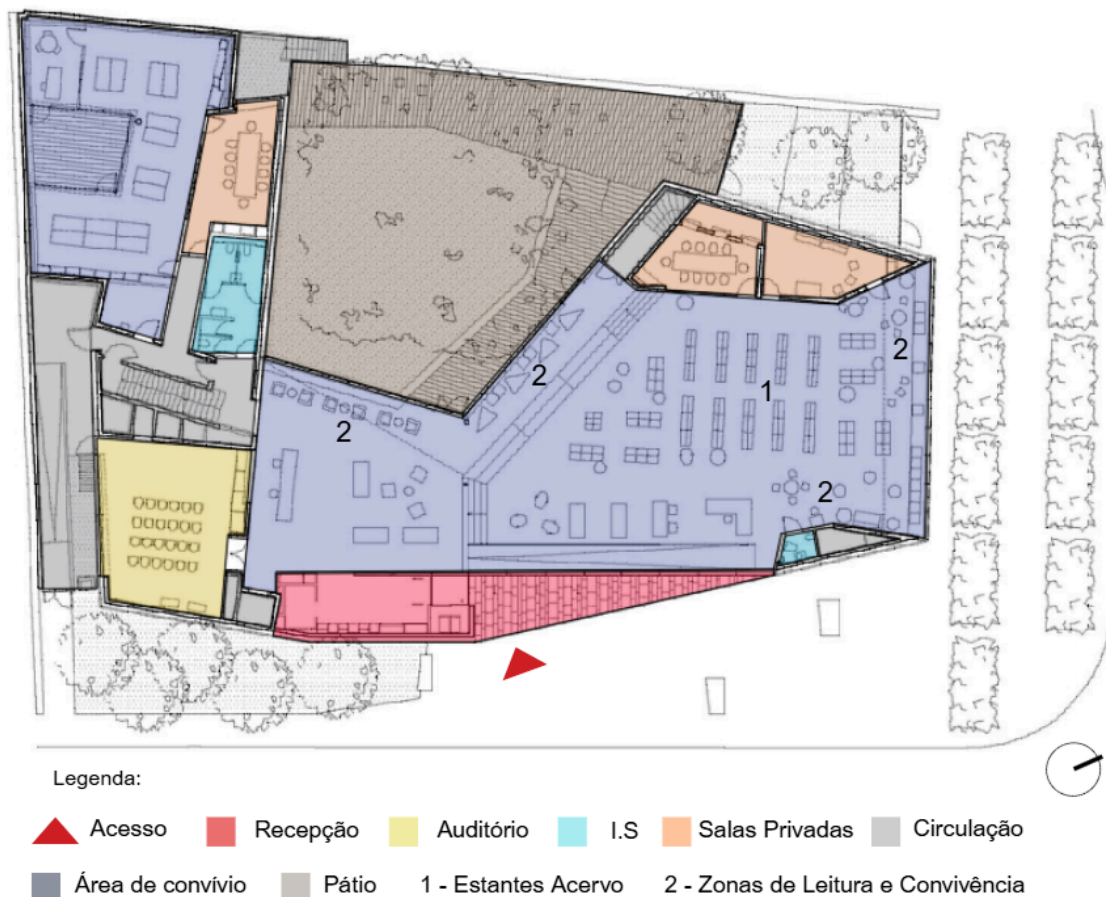 2
1
2
2
2
Legenda:
Acesso Recepção Auditório I.S Salas Privadas Circulação
Área de convívio Pátio 1 - Estantes Acervo 2 - Zonas de Leitura e Convivência